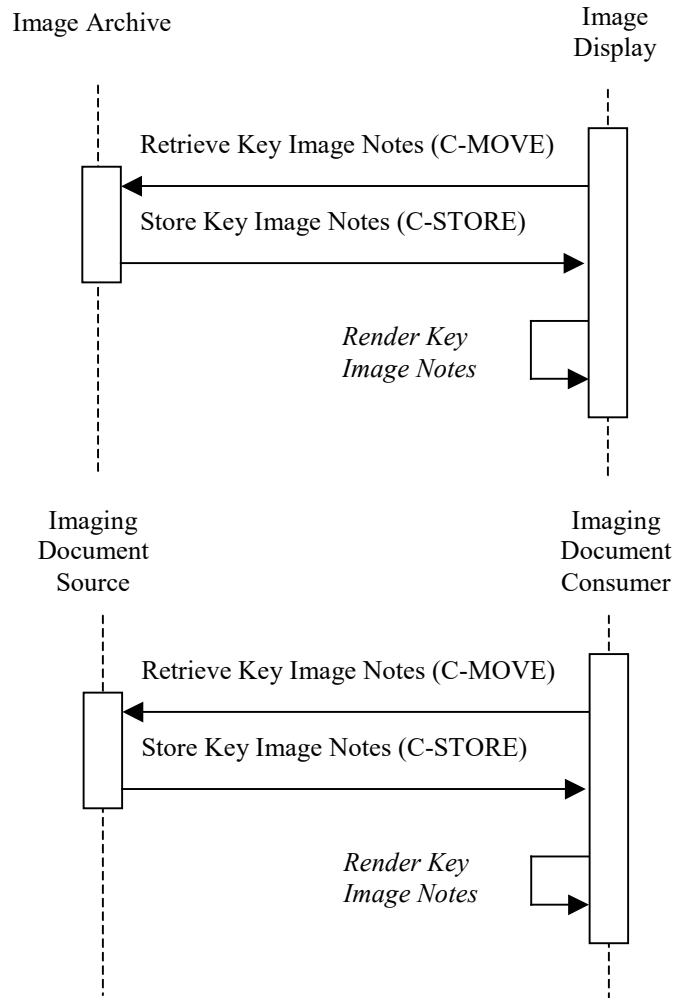 Image Archive
Image
Display
Retrieve Key Image Notes (C-MOVE)
Store Key Image Notes (C-STORE)
Render Key
Image Notes
Imaging
Document
Source
Imaging
Document
Consumer
Retrieve Key Image Notes (C-MOVE)
Store Key Image Notes (C-STORE)
Render Key
Image Notes